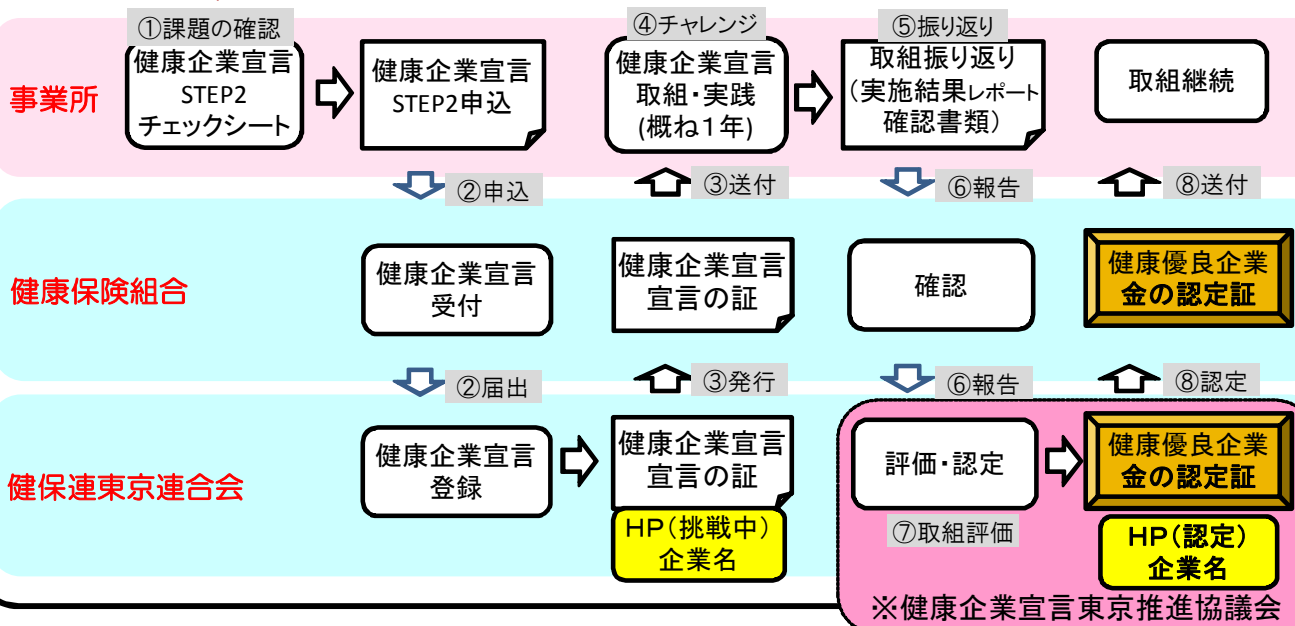 ①課題の確認
健康企業宣言
STEP2
チェックシート
健康企業宣言
STEP2申込
④チャレンジ
健康企業宣言
取組・実践
(概ね1年)
⑤振り返り
取組振り返り
(実施結果レポート
確認書類)
取組継続
事業所
②申込
③送付
⑥報告
⑧送付
健康保険組合
健康企業宣言
受付
健康企業宣言
宣言の証
確認
健康優良企業
金の認定証
②届出
③発行
⑥報告
⑧認定
健保連東京連合会
健康企業宣言
登録
健康企業宣言
宣言の証
HP(挑戦中)
企業名
評価・認定
⑦取組評価
健康優良企業
金の認定証
HP(認定)
企業名
※健康企業宣言東京推進協議会